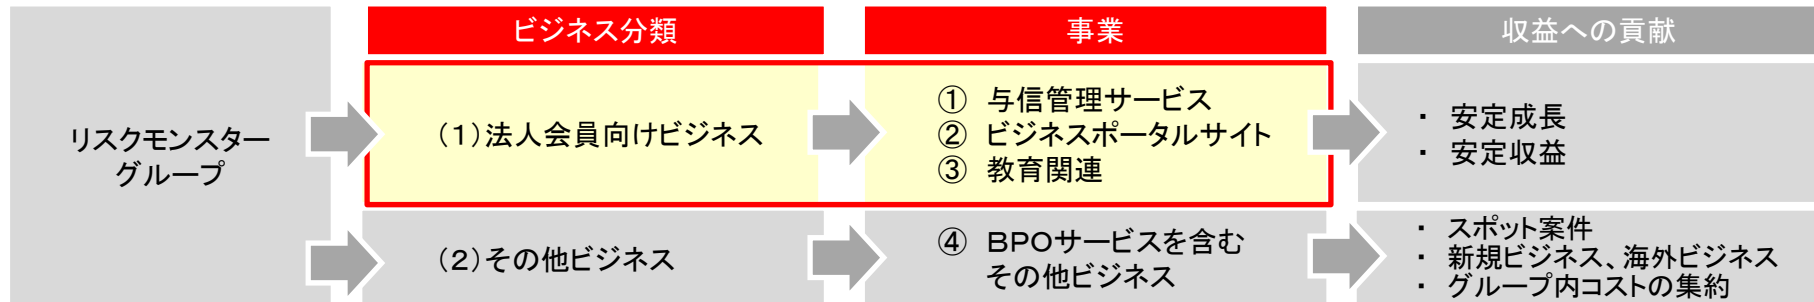 ビジネス分類
事業
収益への貢献
リスクモンスター
グループ
（1）法人会員向けビジネス
① 与信管理サービス
② ビジネスポータルサイト
③ 教育関連
・ 安定成長
・ 安定収益
（2）その他ビジネス
④ BPOサービスを含む
その他ビジネス
・ スポット案件
・ 新規ビジネス、海外ビジネス
・ グループ内コストの集約